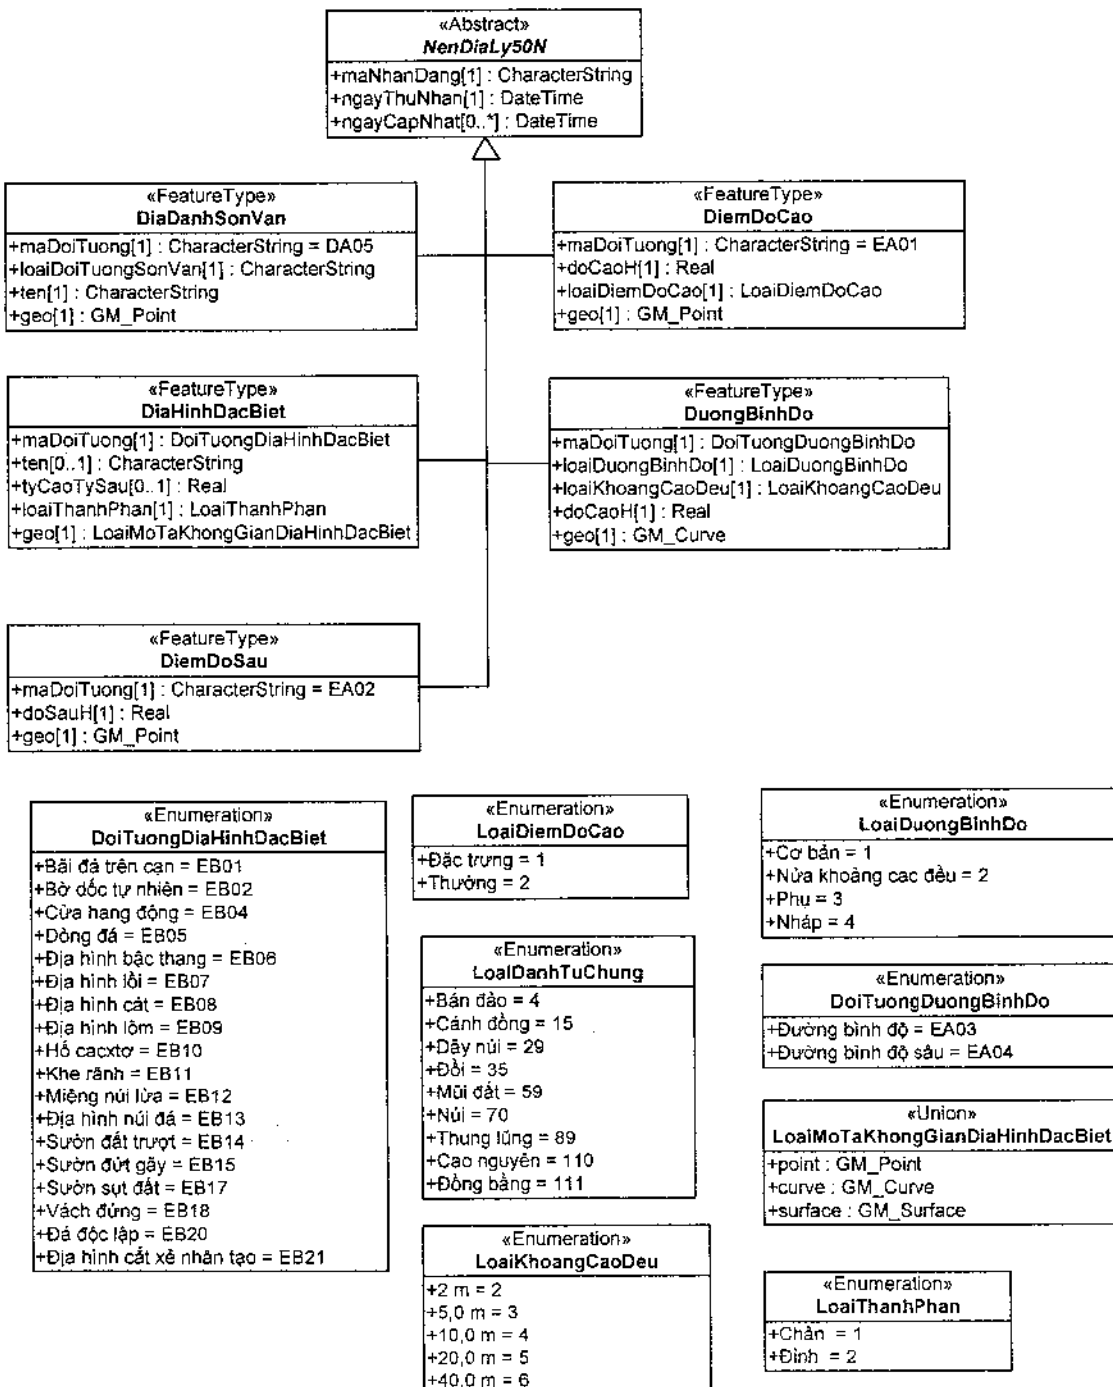 «Abstract»
NenDiaLy50N
+maNhanDang[1] : CharacterString
+ngayThuNhan[1] : DateTime
+ngayCapNhat[0..*] : DateTime
«FeatureType»
DiaDanhSonVan
+maDoiTuong[1] : CharacterString = DA05
+loaiDoiTuongSonVan[1] : CharacterString
+ten[1] : CharacterString
+geo[1] : GM_Point
«FeatureType»
DiemDoCao
+maDoiTuong[1] : CharacterString = EA01
+doCaoH[1] : Real
+loaiDiemDoCao[1] : LoaiDiemDoCao
+geo[1] : GM_Point
«FeatureType»
DiaHinhDacBiet
+maDoiTuong[1] : DoiTuongDiaHinhDacBiet
+ten[0..1] : CharacterString
+tyCaoTySau[0..1] : Real
+loaiThanhPhan[1] : LoaiThanhPhan
+geo[1] : LoaiMoTaKhongGianDiaHinhDacBiet
«FeatureType»
DuongBinhDo
+maDoiTuong[1] : DoiTuongDuongBinhDo
+loaiDuongBinhDo[1] : LoaiDuongBinhDo
+loaiKhoangCaoDeu[1] : LoaiKhoangCaoDeu
+doCaoH[1] : Real
+geo[1] : GM_Curve
«FeatureType»
DiemDoSau
+maDoiTuong[1] : CharacterString = EA02
+doSauH[1] : Real
+geo[1] : GM_Point
«Enumeration»
DoiTuongDiaHinhDacBiet
+Bãi đá trên cạn = EB01
+Bờ dốc tự nhiên = EB02
+Cửa hang động = EB04
+Dòng đá = EB05
+Địa hình bậc thang = EB06
+Địa hình lồi = EB07
+Địa hình cát = EB08
+Địa hình lõm = EB09
+Hố cacxtơ = EB10
+Khe rãnh = EB11
+Miệng núi lửa = EB12
+Địa hình núi đá = EB13
+Sườn đất trượt = EB14
+Sườn đứt gãy = EB15
+Sườn sụt đất = EB17
+Vách đứng = EB18
+Đá độc lập = EB20
+Địa hình cắt xẻ nhân tạo = EB21
«Enumeration»
LoaiDiemDoCao
+Đặc trưng = 1
+Thường = 2
«Enumeration»
LoaiDanhTuChung
+Bán đảo = 4
+Cánh đồng = 15
+Dãy núi = 29
+Đồi = 35
+Mũi đất = 59
+Núi = 70
+Thung lũng = 89
+Cao nguyên = 110
+Đồng bằng = 111
«Enumeration»
LoaiKhoangCaoDeu
+2 m = 2
+5,0 m = 3
+10,0 m = 4
+20,0 m = 5
+40,0 m = 6
«Enumeration»
LoaiDuongBinhDo
+Cơ bản = 1
+Nửa khoảng cac đều = 2
+Phụ = 3
+Nháp = 4
«Enumeration»
DoiTuongDuongBinhDo
+Đường bình độ = EA03
+Đường bình độ sâu = EA04
«Union»
LoaiMoTaKhongGianDiaHinhDacBiet
+point : GM_Point
+curve : GM_Curve
+surface : GM_Surface
«Enumeration»
LoaiThanhPhan
+Chân = 1
+Đỉnh = 2